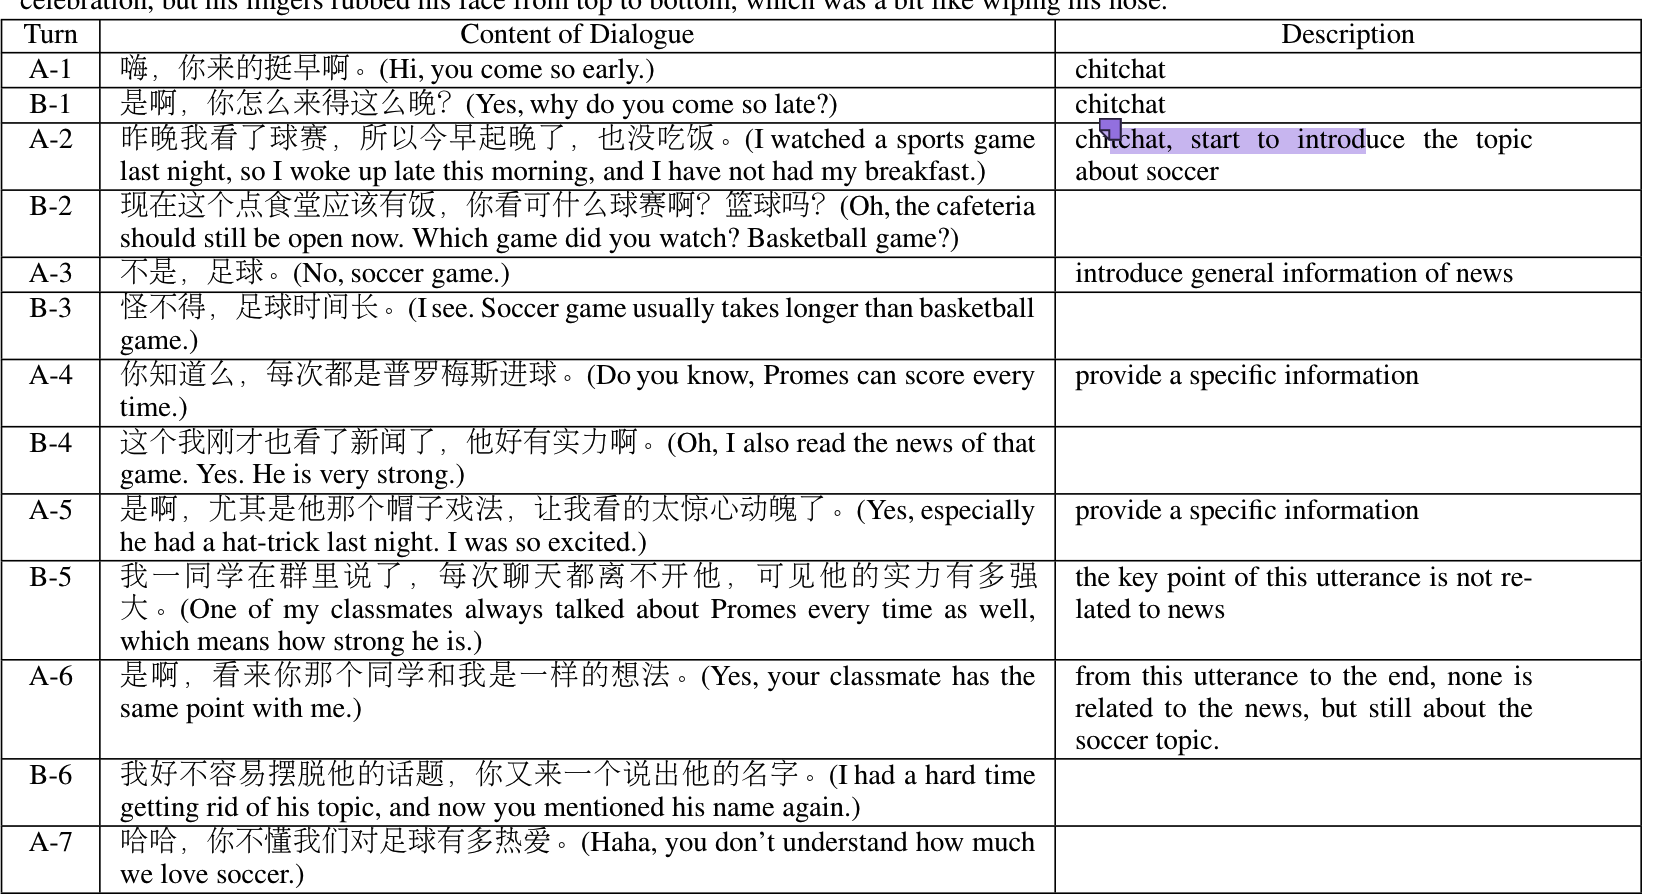 celebration, but his fingers rubbed his face from top to bottom, which was a bit like wiping his nose.
Turn Content of Dialogue Description
A-1 嗨，你来的挺早啊。(Hi, you come so early.) chitchat
B-1 是啊，你怎么来得这么晚？(Yes, why do you come so late?) chitchat
A-2 昨晚我看了球赛，所以今早起晚了，也没吃饭。(I watched a sports game chitchat, start to introduce the topic
last night, so I woke up late this morning, and I have not had my breakfast.) about soccer
B-2 现在这个点食堂应该有饭，你看可什么球赛啊？篮球吗？(Oh, the cafeteria
should still be open now. Which game did you watch? Basketball game?)
A-3 不是，足球。(No, soccer game.) introduce general information of news
B-3 怪不得，足球时间长。(I see. Soccer game usually takes longer than basketball
game.)
A-4 你知道么，每次都是普罗梅斯进球。(Do you know, Promes can score every provide a specific information
time.)
B-4 这个我刚才也看了新闻了，他好有实力啊。(Oh, I also read the news of that
game. Yes. He is very strong.)
A-5 是啊，尤其是他那个帽子戏法，让我看的太惊心动魄了。(Yes, especially provide a specific information
he had a hat-trick last night. I was so excited.)
B-5 我一同学在群里说了，每次聊天都离不开他，可见他的实力有多强 the key point of this utterance is not re-
大。(One of my classmates always talked about Promes every time as well, lated to news
which means how strong he is.)
A-6 是啊，看来你那个同学和我是一样的想法。(Yes, your classmate has the from this utterance to the end, none is
same point with me.) related to the news, but still about the
soccer topic.
B-6 我好不容易摆脱他的话题，你又来一个说出他的名字。(I had a hard time
getting rid of his topic, and now you mentioned his name again.)
A-7 哈哈，你不懂我们对足球有多热爱。(Haha, you don't understand how much
we love soccer.)